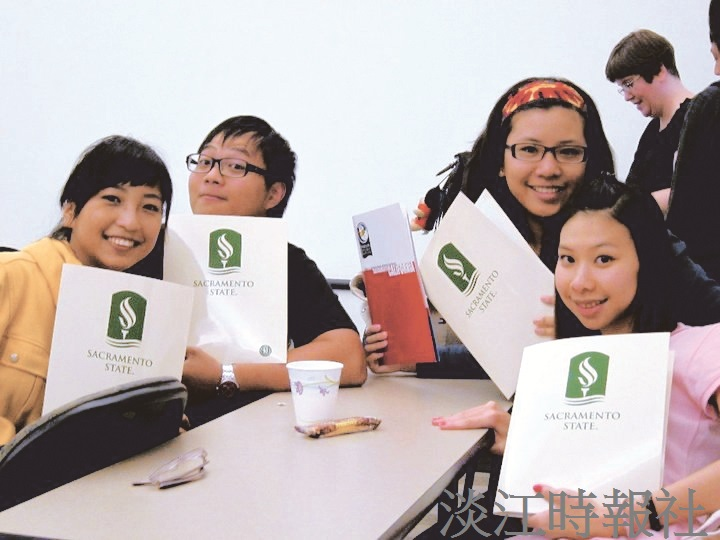 SACRAMENTO
STATE.
SACRAMENTO
STATE.
SACRAMENTO
STATE.
SACRAMENTO
STATE.
淡江時報社